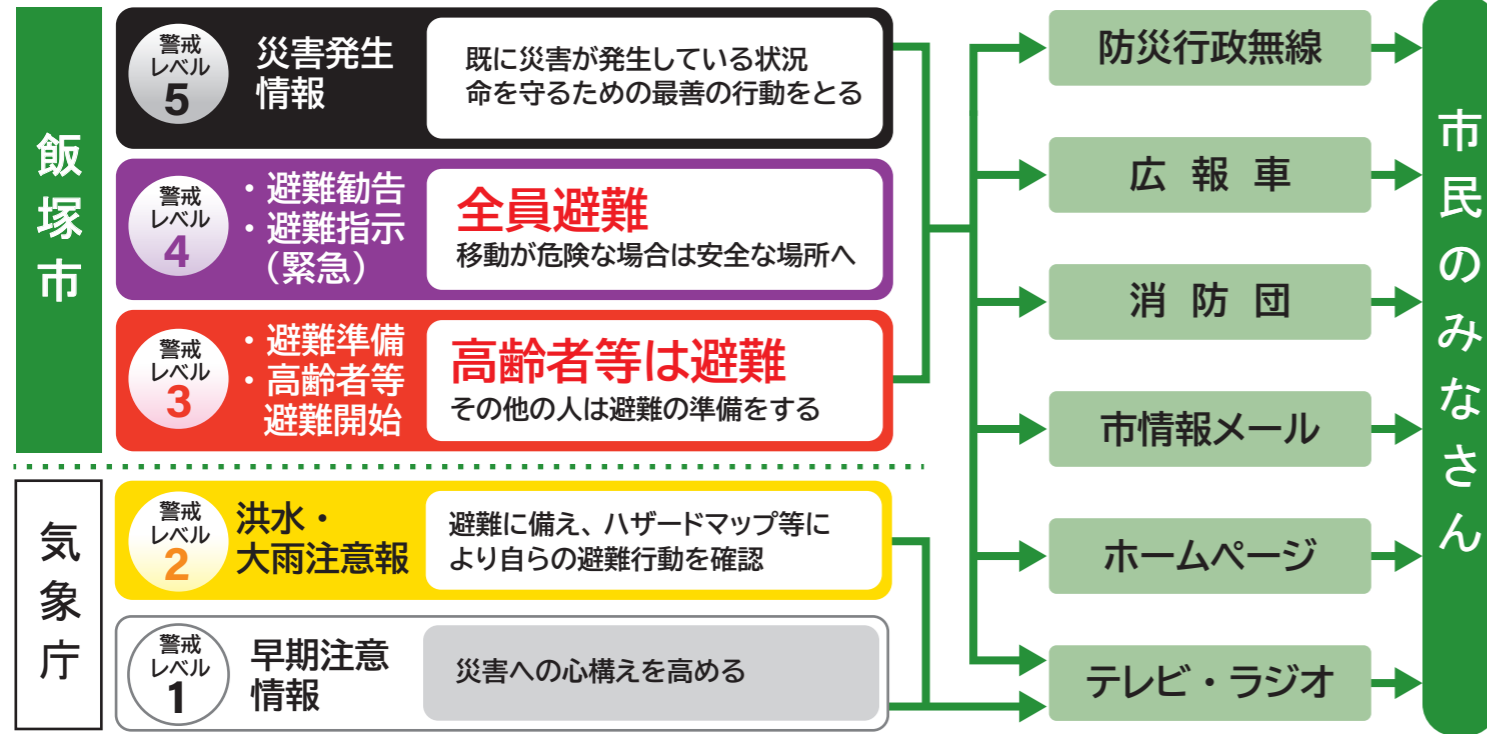 飯塚市
警戒
レベル
5
災害発生
情報
既に災害が発生している状況
命を守るための最善の行動をとる
警戒
レベル
4
・避難勧告
・避難指示
（緊急）
全員避難
移動が危険な場合は安全な場所へ
警戒
レベル
3
・避難準備
・高齢者等
避難開始
高齢者等は避難
その他の人は避難の準備をする
気象庁
警戒
レベル
2
洪水・
大雨注意報
避難に備え、ハザードマップ等に
より自らの避難行動を確認
警戒
レベル
1
早期注意
情報
災害への心構えを高める
防災行政無線
広報車
消防団
市情報メール
ホームページ
テレビ・ラジオ
市民のみなさん